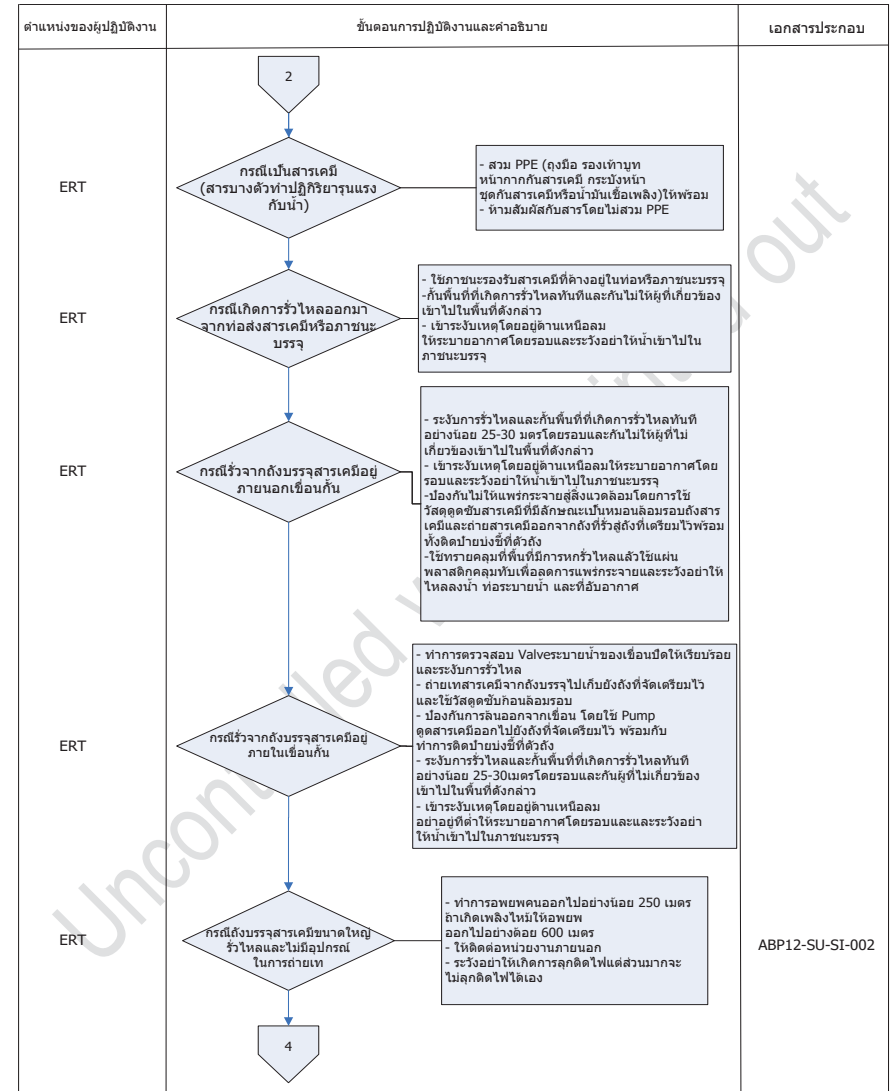 ตำแหน่งของผู้ปฏิบัติงาน
ขั้นตอนการปฏิบัติงานและคำอธิบาย
เอกสารประกอบ
2
ERT
กรณีเป็นสารเคมี
(สารบางตัวทำปฏิกิริยารุนแรง
กับน้ำ)
- สวม PPE (ถุงมือ รองเท้าบูท
หน้ากากกันสารเคมี กระบังหน้า
ชุดกันสารเคมีหรือน้ำมันเชื้อเพลิง)ให้พร้อม
- ห้ามสัมผัสกับสารโดยไม่สวม PPE
ERT
กรณีเกิดการรั่วไหลออกมา
จากท่อส่งสารเคมีหรือภาชนะ
บรรจุ
- ใช้ภาชนะรองรับสารเคมีที่ค้างอยู่ในท่อหรือภาชนะบรรจุ
-กั้นพื้นที่ที่เกิดการรั่วไหลทันทีและกันไม่ให้ผู้ที่เกี่ยวข้อง
เข้าไปในพื้นที่ดังกล่าว
- เข้าระงับเหตุโดยอยู่ด้านเหนือลม
ให้ระบายอากาศโดยรอบและระวังอย่าให้น้ำเข้าไปใน
ภาชนะบรรจุ
ERT
กรณีรั่วจากถังบรรจุสารเคมีอยู่
ภายนอกเขื่อนกั้น
- ระงับการรั่วไหลและกั้นพื้นที่ที่เกิดการรั่วไหลทันที
อย่างน้อย 25-30 มตรโดยรอบและกันไม่ให้ผู้ที่ไม่
เกี่ยวข้องเข้าไปในพื้นที่ดังกล่าว
- เข้าระงับเหตุโดยอยู่ด้านเหนือลมให้ระบายอากาศโดย
รอบและระวังอย่าให้น้ำเข้าไปในภาชนะบรรจุ
-ป้องกันไม่ให้แพร่กระจายสู่สิ่งแวดล้อมโดยการใช้
วัสดุดูดซับสารเคมีที่มีลักษณะเป็นหมอนล้อมรอบถังสาร
เคมีและถ่ายสารเคมีออกจากถังที่รั่วสู่ถังที่เตรียมไว้พร้อม
ทั้งติดป้ายบ่งชี้ที่ตัวถัง
-ใช้ทรายคลุมที่พื้นที่มีการหกรั่วไหลแล้วใช้แผ่น
พลาสติกคลุมทับเพื่อลดการแพร่กระจายและระวังอย่าให้
ไหลลงน้ำ ท่อระบายน้ำ และที่อับอากาศ
ERT
กรณีรั่วจากถังบรรจุสารเคมีอยู่
ภายในเขื่อนกั้น
- ทำการตรวจสอบ Valveระบายน้ำของเขื่อนปิดให้เรียบร้อย
และระงับการรั่วไหล
- ถ่ายเทสารเคมีจากถังบรรจุไปเก็บยังถังที่จัดเตรียมไว้
และใช้วัสดุดูดซับก้อนล้อมรอบ
- ป้องกันการล้นออกจากเขื่อน โดยใช้ Pump
ดูดสารเคมีออกไปยังถังที่จัดเตรียมไว้ พร้อมกับ
ทำการติดป้ายบ่งชี้ที่ตัวถัง
- ระงับการรั่วไหลและกั้นพื้นที่ที่เกิดการรั่วไหลทันที
อย่างน้อย 25-30เมตรโดยรอบและกันผู้ที่ไม่เกี่ยวข้อง
เข้าไปในพื้นที่ดังกล่าว
- เข้าระงับเหตุโดยอยู่ด้านเหนือลม
อย่าอยู่ที่ต่ำให้ระบายอากาศโดยรอบและและระวังอย่า
ให้น้ำเข้าไปในภาชนะบรรจุ
ERT
กรณีถังบรรจุสารเคมีขนาดใหญ่
รั่วไหลและไม่มีอุปกรณ์
ในการถ่ายเท
- ทำการอพยพคนออกไปอย่างน้อย 250 เมตร
ถ้าเกิดเพลิงไหม้ให้อพยพ
ออกไปอย่างต้อย 600 เมตร
- ให้ติดต่อหน่วยงานภายนอก
- ระวังอย่าให้เกิดการลุกติดไฟแต่ส่วนมากจะ
ไม่ลุกติดไฟได้เอง
ABP12-SU-SI-002
4